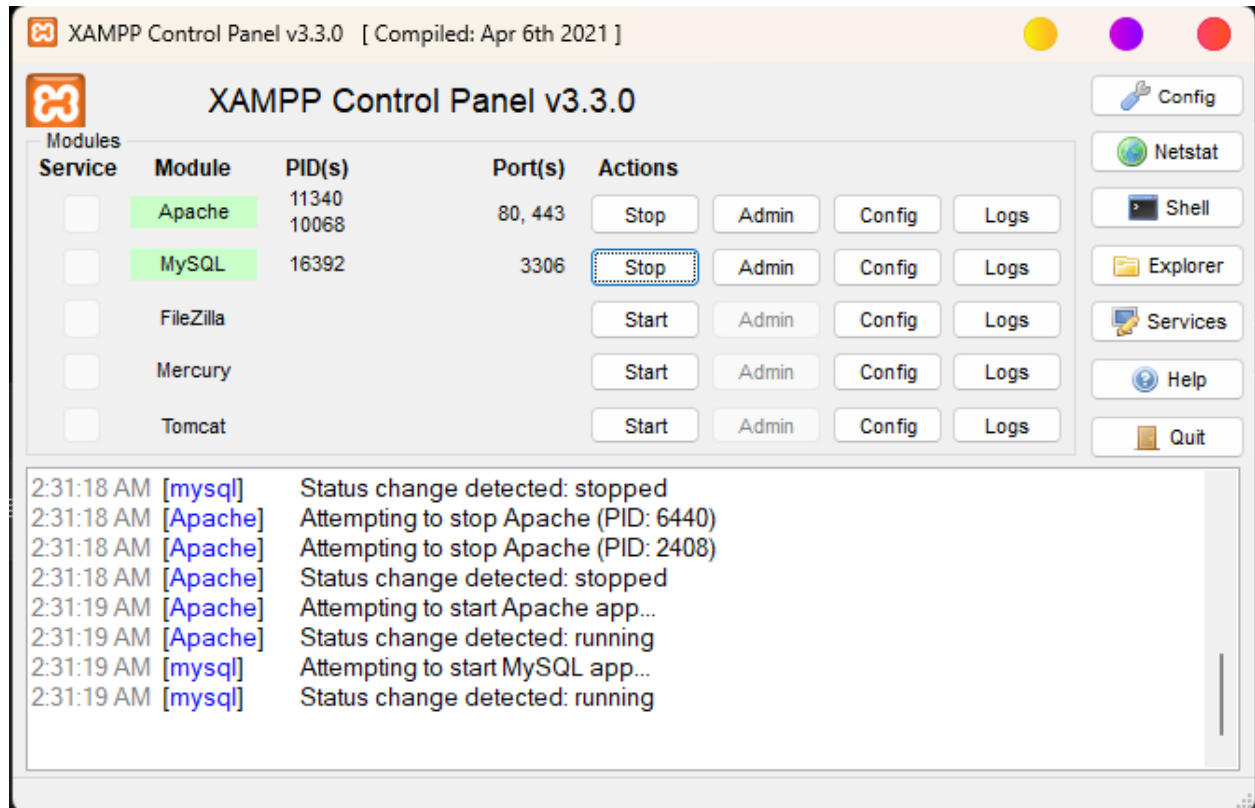 XAMPP Control Panel v3.3.0 [ Compiled: Apr 6th 2021 ]
XAMPP Control Panel v3.3.0
Config
Netstat
Shell
Explorer
Services
Help
Quit
Modules
Service Module PID(s) Port(s) Actions
Apache 11340 10068 80, 443 Stop Admin Config Logs
MySQL 16392 3306 Stop Admin Config Logs
FileZilla Start Admin Config Logs
Mercury Start Admin Config Logs
Tomcat Start Admin Config Logs
2:31:18 AM [mysql] Status change detected: stopped
2:31:18 AM [Apache] Attempting to stop Apache (PID: 6440)
2:31:18 AM [Apache] Attempting to stop Apache (PID: 2408)
2:31:18 AM [Apache] Status change detected: stopped
2:31:19 AM [Apache] Attempting to start Apache app...
2:31:19 AM [Apache] Status change detected: running
2:31:19 AM [mysql] Attempting to start MySQL app...
2:31:19 AM [mysql] Status change detected: running